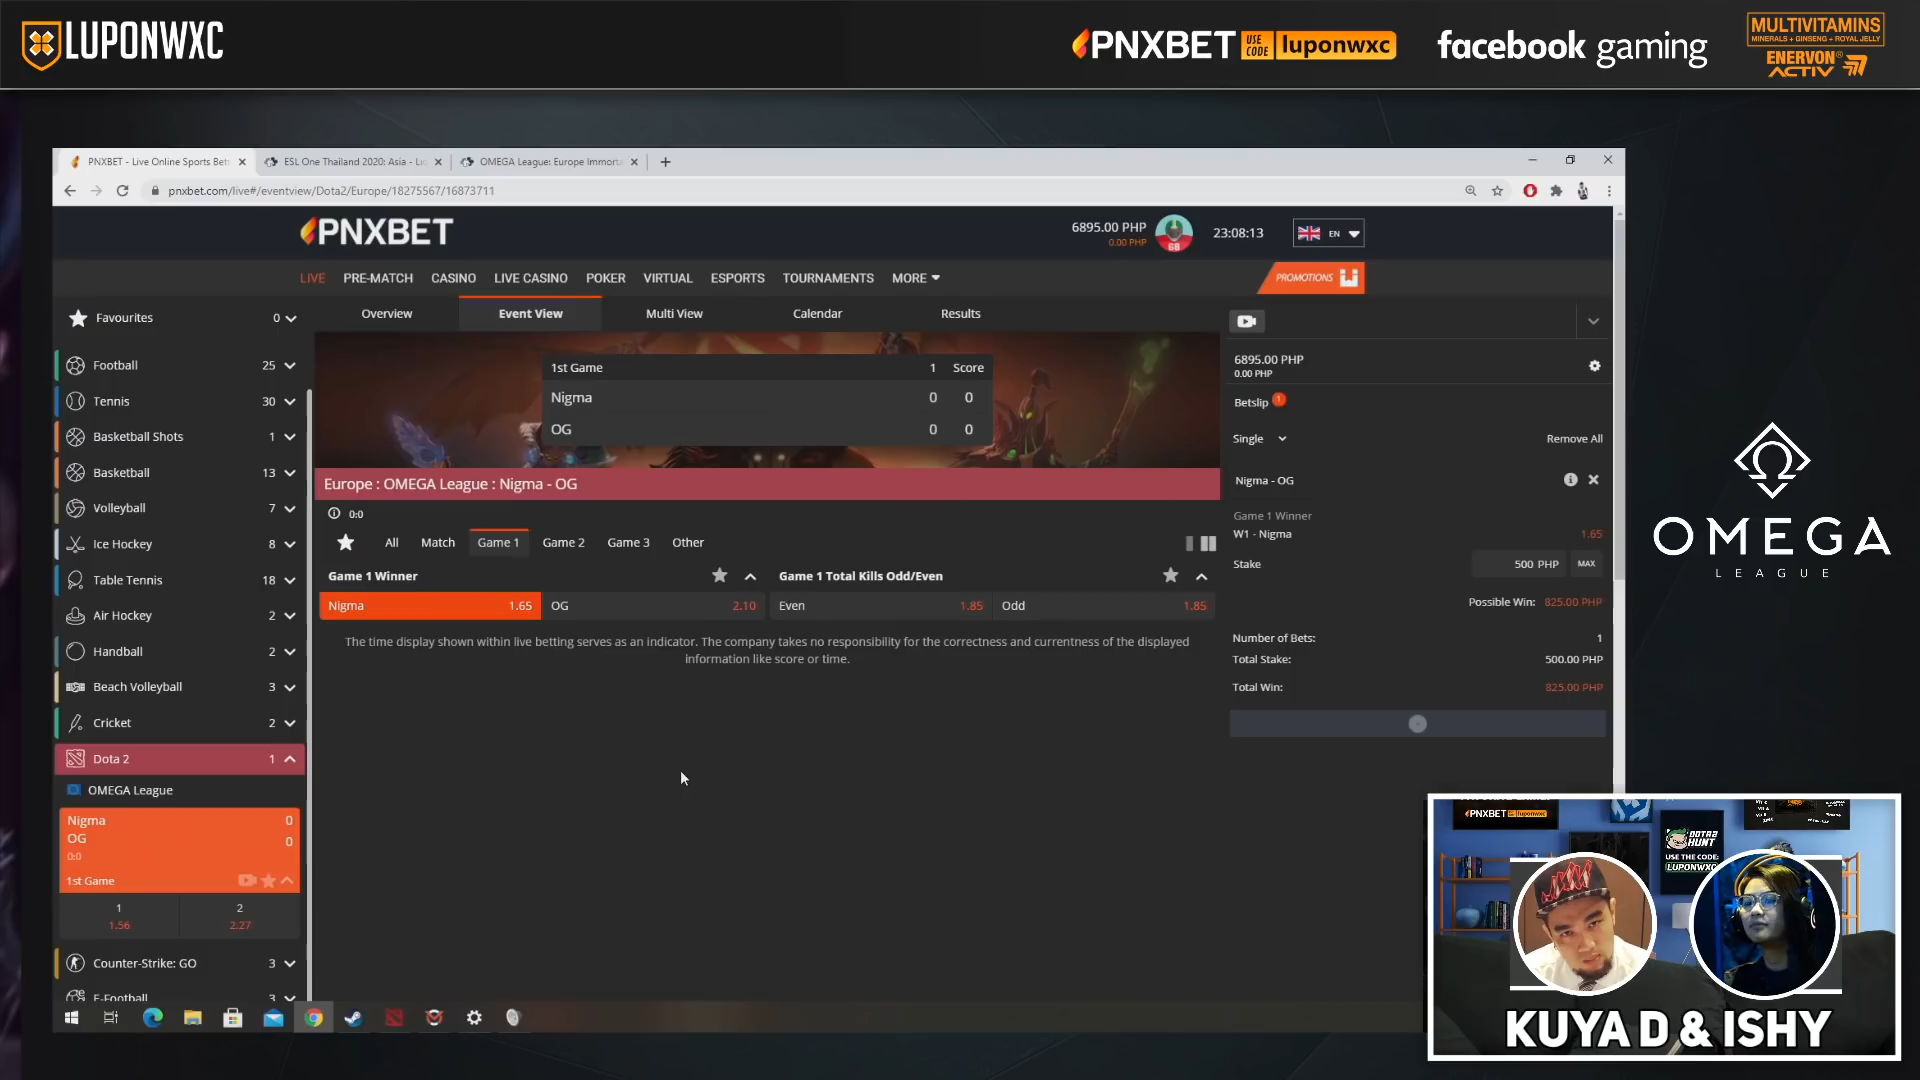 LUPONWXC
PNXBET USE CODE luponwxc
facebook gaming
MULTIVITAMINS
MINERALS + GINSENG + ROYAL JELLY
ENERVON®
ACTIV
PNXBET - Live Online Sports Bet
ESL One Thailand 2020: Asia - Li
OMEGA League: Europe Immorta
pnxbet.com/live#/eventview/Dota2/Europe/18275567/16873711
PNXBET
6895.00 PHP
0.00 PHP
23:08:13
EN
LIVE PRE-MATCH CASINO LIVE CASINO POKER VIRTUAL ESPORTS TOURNAMENTS MORE
PROMOTIONS
Favourites 0
Football 25
Tennis 30
Basketball Shots 1
Basketball 13
Volleyball 7
Ice Hockey 8
Table Tennis 18
Air Hockey 2
Handball 2
Beach Volleyball 3
Cricket 2
Dota 2 1
OMEGA League
Nigma 0
OG 0
0:0
1st Game
1 2
1.56 2.27
Counter-Strike: GO 3
E-Football 3
Overview Event View Multi View Calendar Results
1st Game 1 Score
Nigma 0 0
OG 0 0
Europe : OMEGA League : Nigma - OG
0:0
All Match Game 1 Game 2 Game 3 Other
Game 1 Winner
Nigma 1.65 OG 2.10
Game 1 Total Kills Odd/Even
Even 1.85 Odd 1.85
The time display shown within live betting serves as an indicator. The company takes no responsibility for the correctness and currentness of the displayed
information like score or time.
6895.00 PHP
0.00 PHP
Betslip 1
Single Remove All
Nigma - OG
Game 1 Winner
W1 - Nigma 1.65
Stake 500 PHP MAX
Possible Win: 825.00 PHP
Number of Bets: 1
Total Stake: 500.00 PHP
Total Win: 825.00 PHP
OMEGA
LEAGUE
PNXBET luponwxc
DOTA2
HUNT
USE THE CODE:
LUPONWXC
KUYA D & ISHY